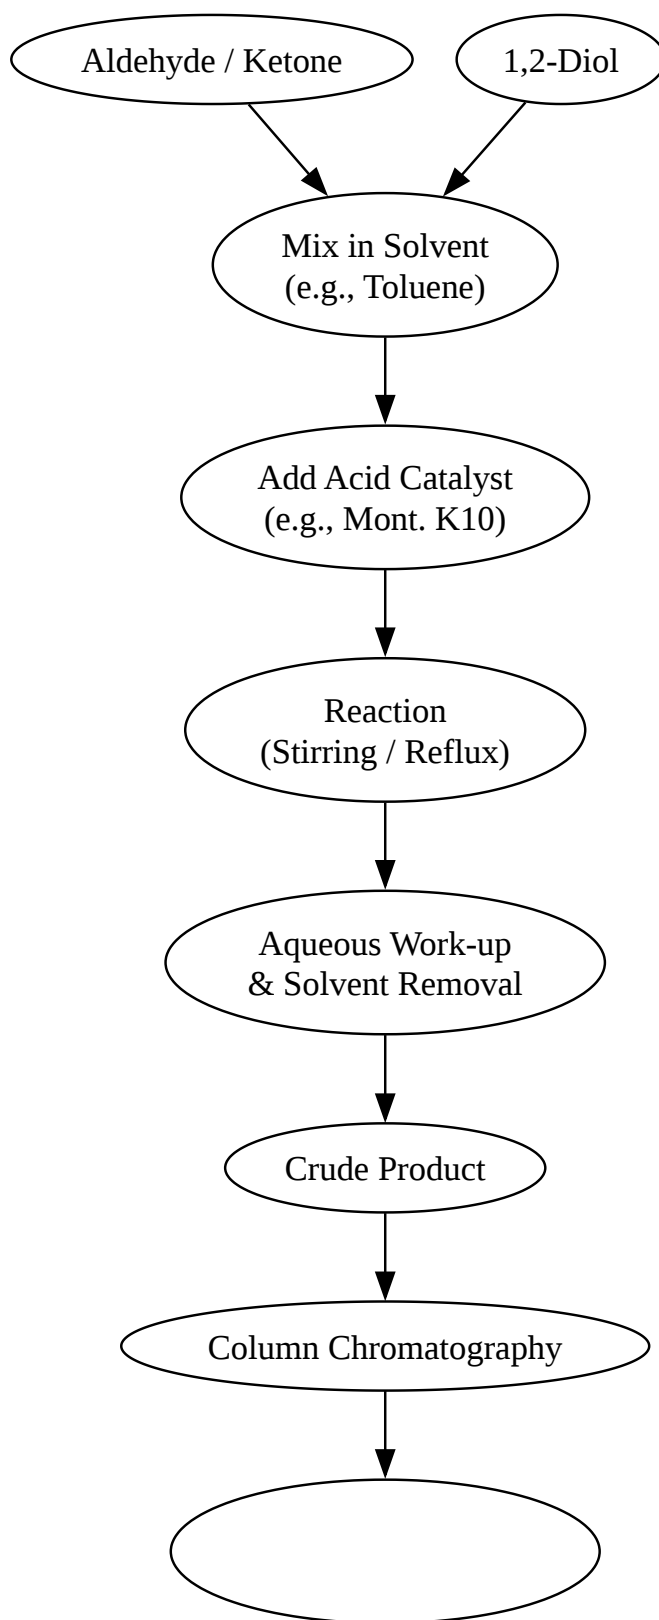 Aldehyde / Ketone
1,2-Diol
Mix in Solvent
(e.g., Toluene)
Add Acid Catalyst
(e.g., Mont. K10)
Reaction
(Stirring / Reflux)
Aqueous Work-up
& Solvent Removal
Crude Product
Column Chromatography